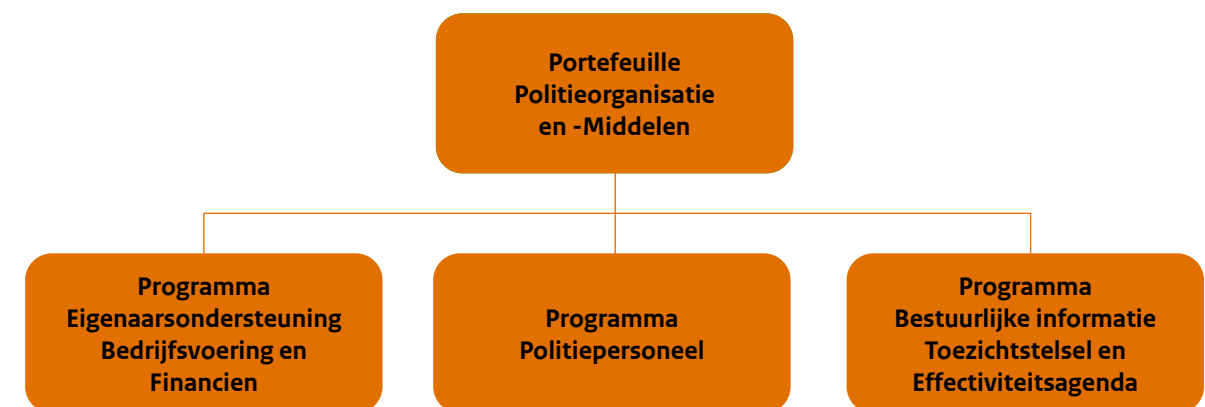 Portefeuille
Politieorganisatie
en -Middelen
Programma
Eigenaarsondersteuning
Bedrijfsvoering en
Financien
Programma
Politiepersoneel
Programma
Bestuurlijke informatie
Toezichtstelsel en
Effectiviteitsagenda